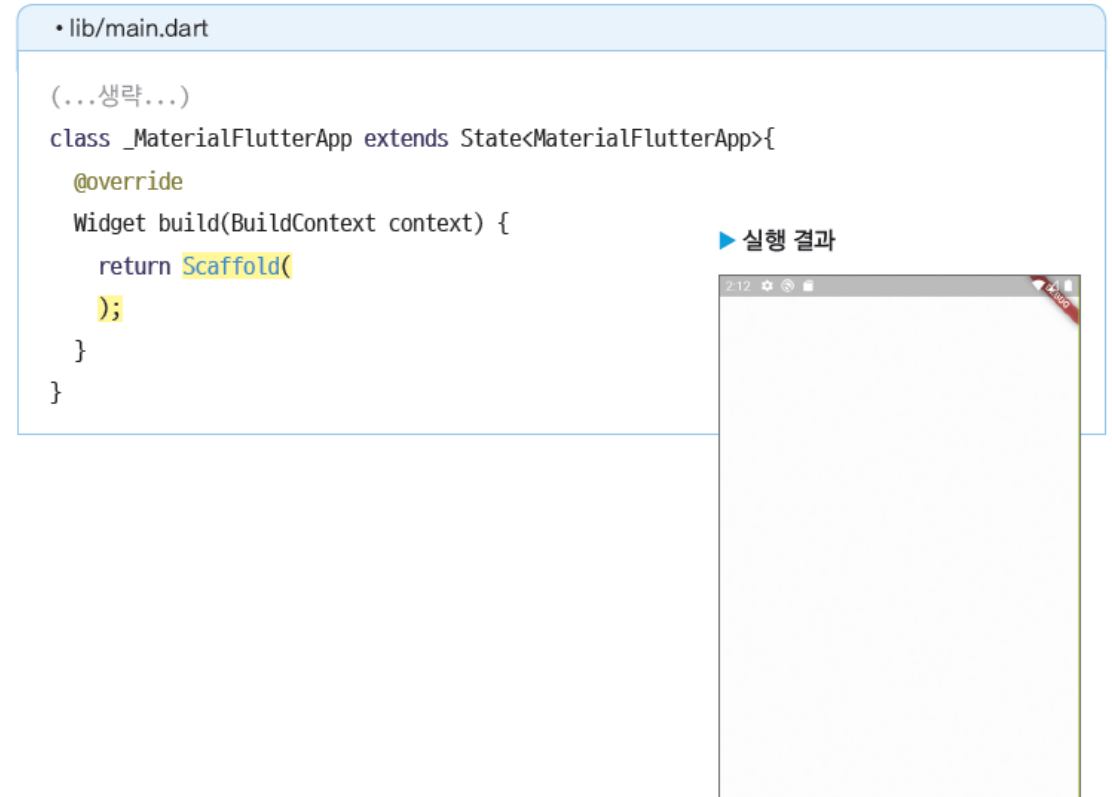 • lib/main.dart
(...생략...)
class _MaterialFlutterApp extends State<MaterialFlutterApp>{
  @override
  Widget build(BuildContext context) {
    return Scaffold(
    );
  }
}
▶ 실행 결과
2:12
DEBUG